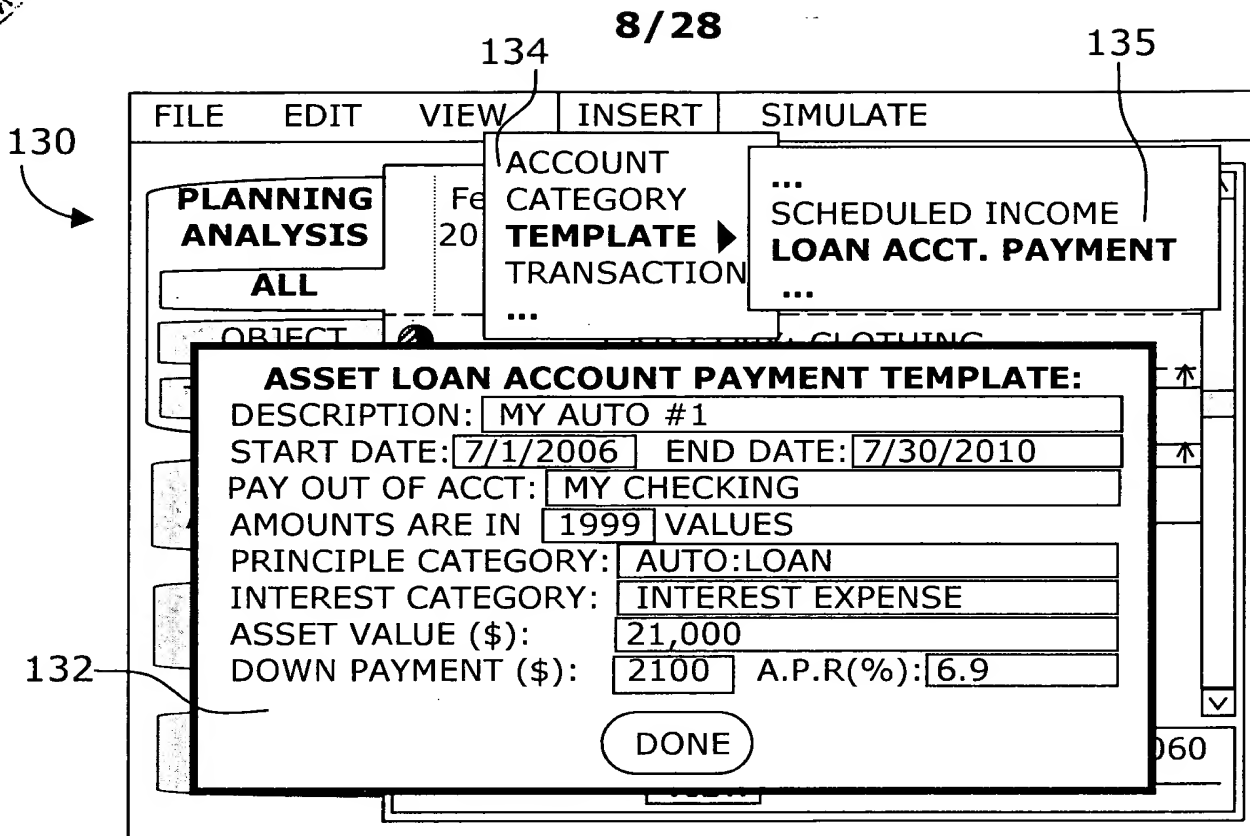 8/28
134
135
FILE EDIT VIEW INSERT SIMULATE
130
ACCOUNT
CATEGORY
TEMPLATE
TRANSACTION
...
...
SCHEDULED INCOME
LOAN ACCT. PAYMENT
...
PLANNING
ANALYSIS
Fe
20
ALL
OBJECT
CLOTHING
ASSET LOAN ACCOUNT PAYMENT TEMPLATE:
DESCRIPTION: MY AUTO #1
START DATE: 7/1/2006 END DATE: 7/30/2010
PAY OUT OF ACCT: MY CHECKING
AMOUNTS ARE IN 1999 VALUES
PRINCIPLE CATEGORY: AUTO:LOAN
INTEREST CATEGORY: INTEREST EXPENSE
ASSET VALUE ($): 21,000
DOWN PAYMENT ($): 2100 A.P.R(%): 6.9
132
DONE
060